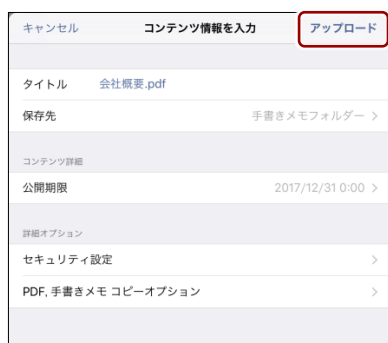 キャンセル コンテンツ情報を入力 アップロード
タイトル 会社概要.pdf
保存先 手書きメモフォルダー >
コンテンツ詳細
公開期限 2017/12/31 0:00 >
詳細オプション
セキュリティ設定 >
PDF, 手書きメモ コピーオプション >